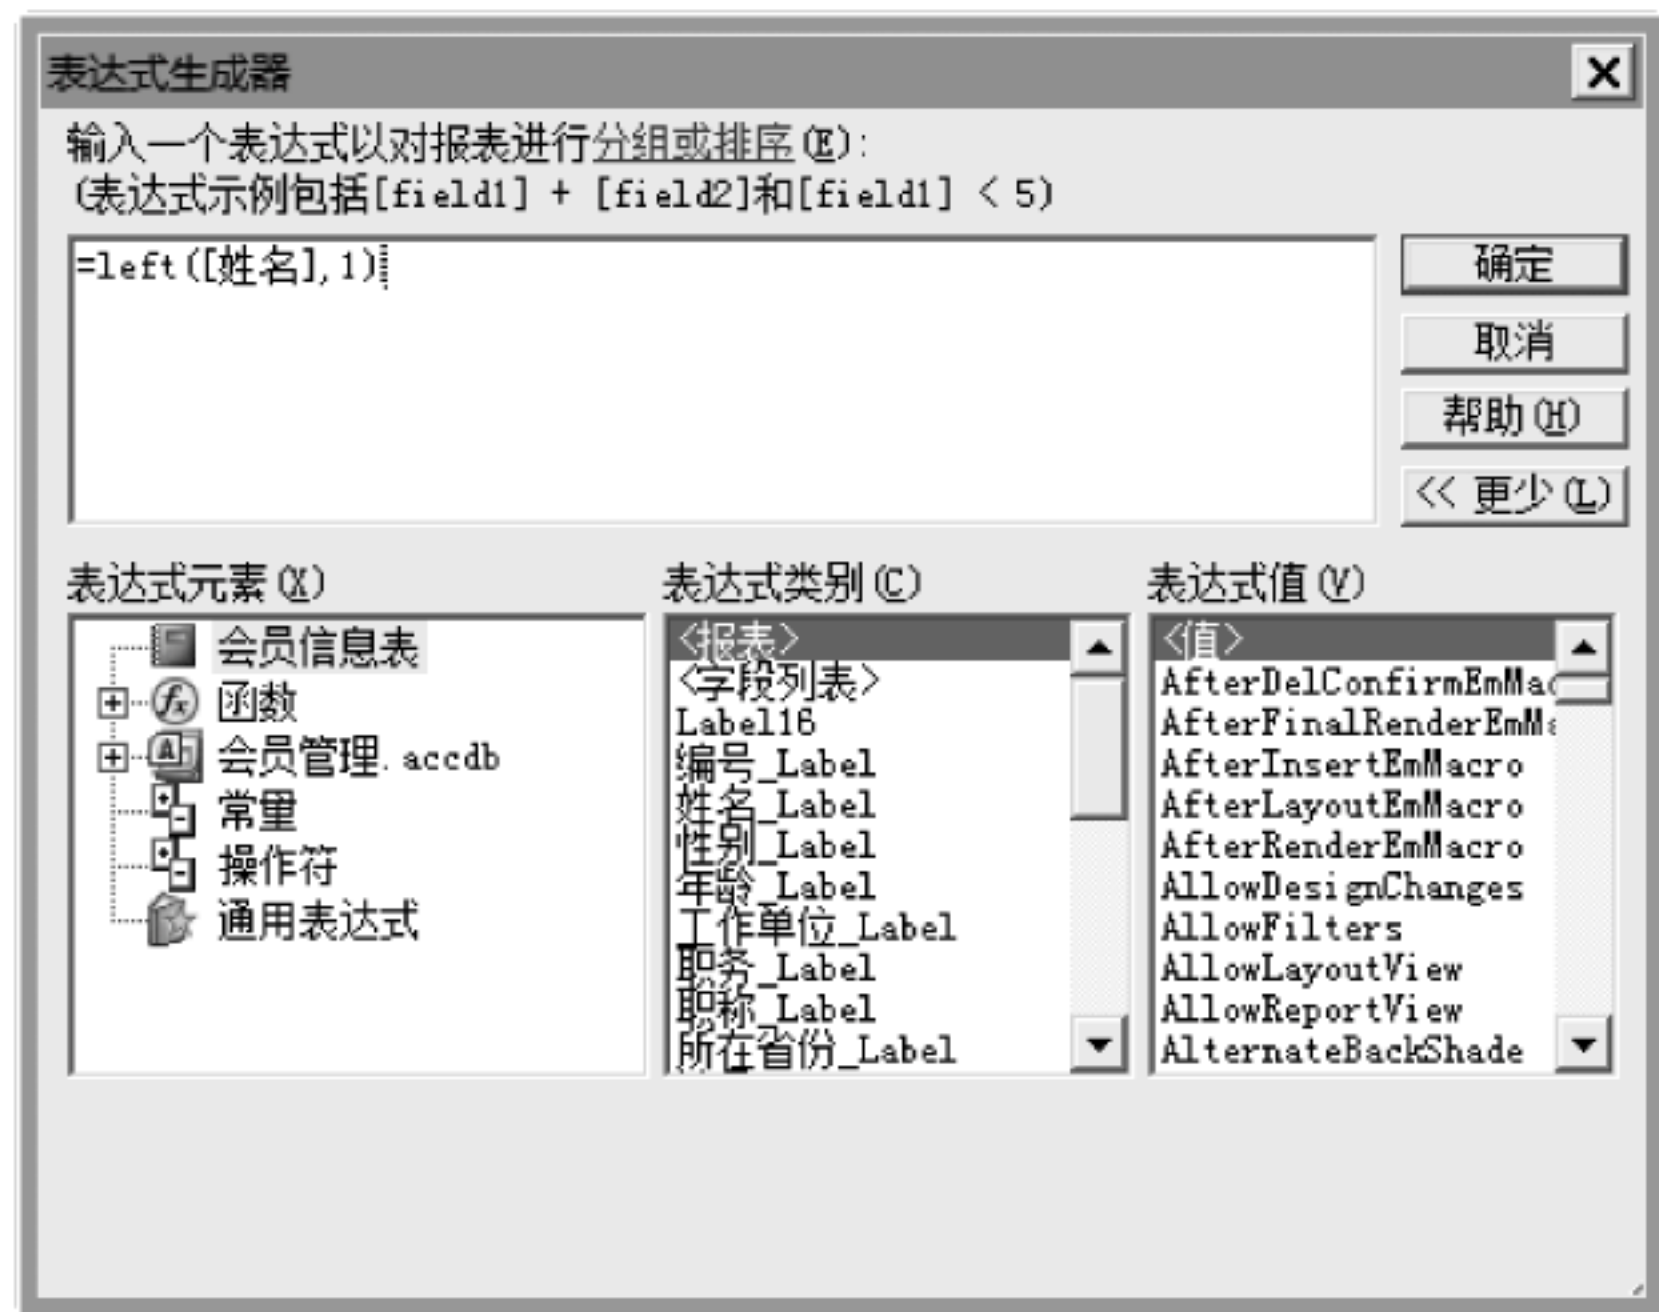 表达式生成器
输入一个表达式以对报表进行分组或排序(E):
(表达式示例包括[field1] + [field2]和[field1] < 5)
=left([姓名],1)
确定
取消
帮助(H)
<< 更少(L)
表达式元素(X)
会员信息表
函数
会员管理.accdb
常量
操作符
通用表达式
表达式类别(C)
<报表>
<字段列表>
Label16
编号_Label
姓名_Label
性别_Label
年龄_Label
工作单位_Label
职务_Label
职称_Label
所在省份_Label
表达式值(V)
<值>
AfterDelConfirmEmMac
AfterFinalRenderEmMa
AfterInsertEmMacro
AfterLayoutEmMacro
AfterRenderEmMacro
AllowDesignChanges
AllowFilters
AllowLayoutView
AllowReportView
AlternateBackShade